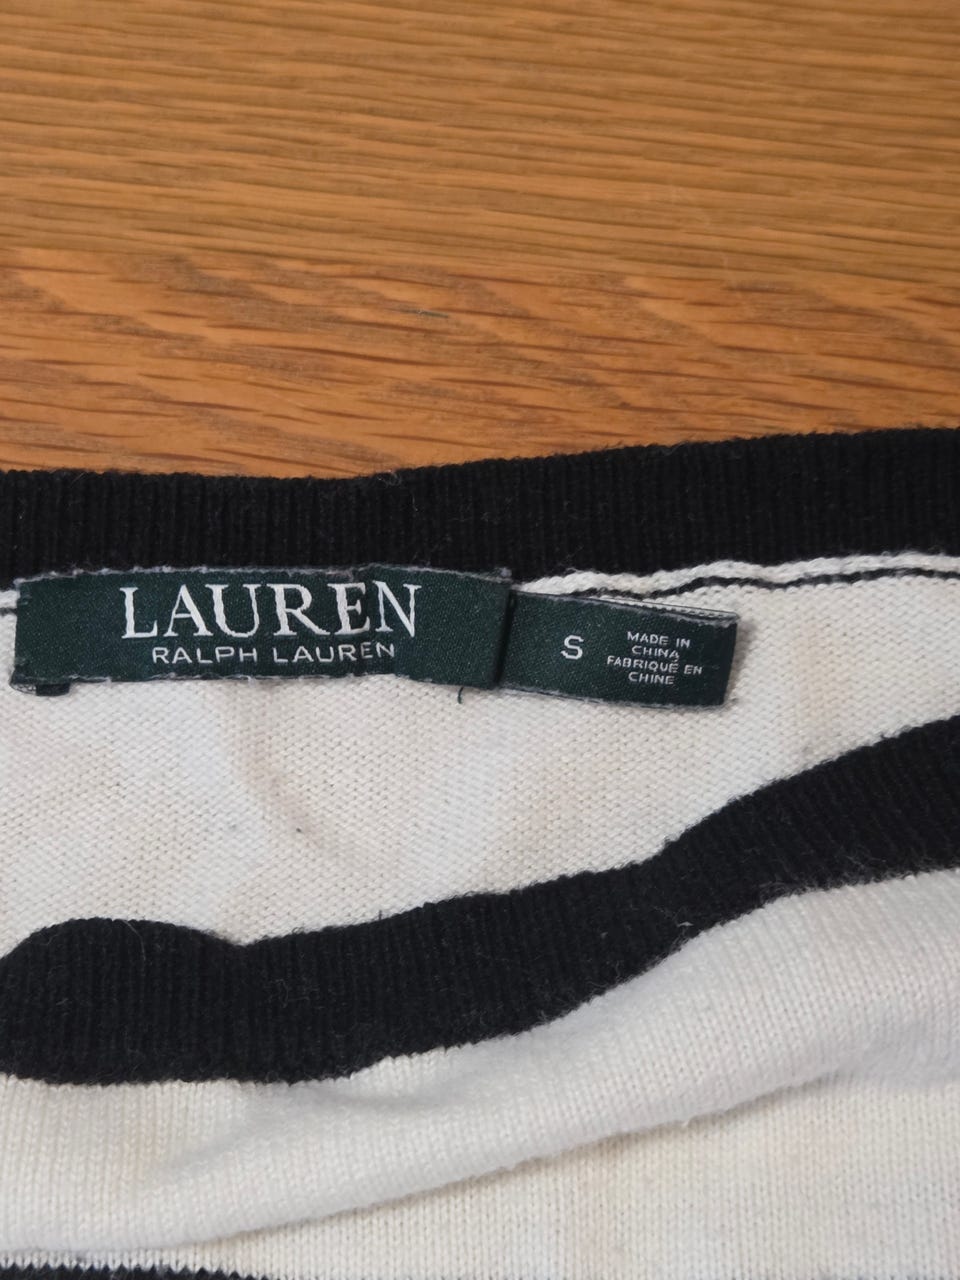 LAUREN
RALPH LAUREN
S
MADE IN
CHINA
FABRIQUÉ EN
CHINE